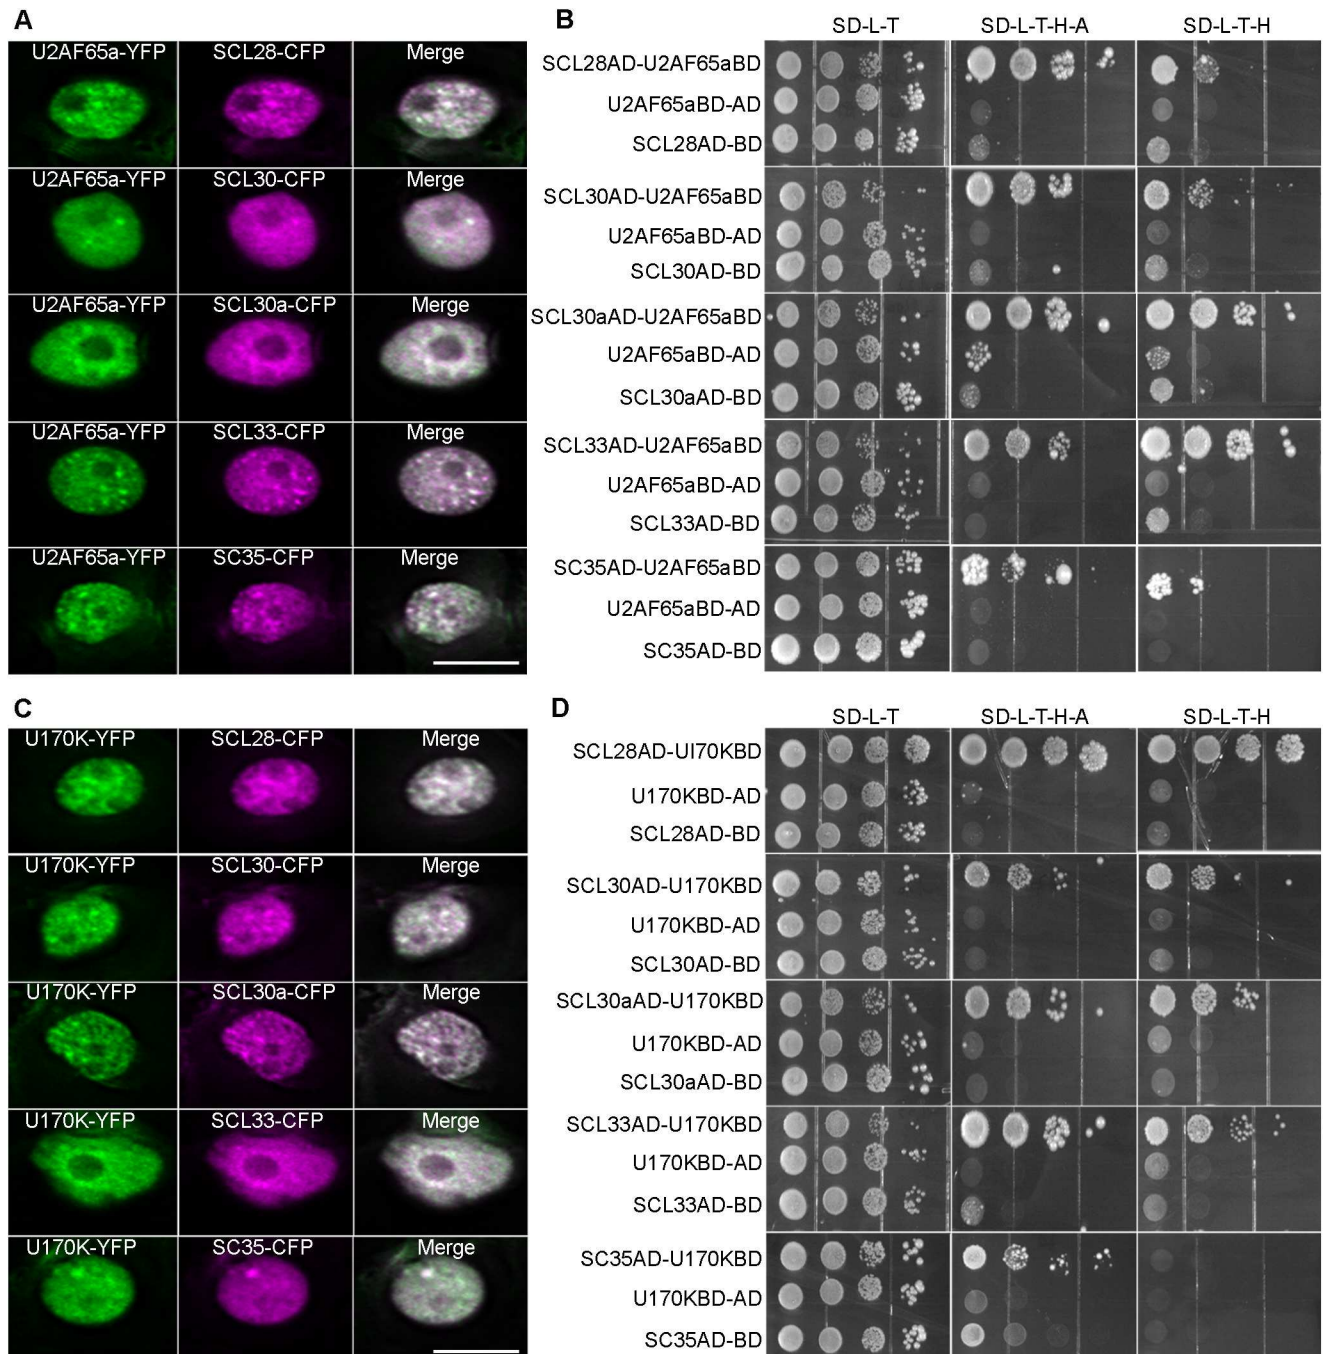 A
U2AF65a-YFP SCL28-CFP Merge
U2AF65a-YFP SCL30-CFP Merge
U2AF65a-YFP SCL30a-CFP Merge
U2AF65a-YFP SCL33-CFP Merge
U2AF65a-YFP SC35-CFP Merge
B
SD-L-T SD-L-T-H-A SD-L-T-H
SCL28AD-U2AF65aBD
U2AF65aBD-AD
SCL28AD-BD
SCL30AD-U2AF65aBD
U2AF65aBD-AD
SCL30AD-BD
SCL30aAD-U2AF65aBD
U2AF65aBD-AD
SCL30aAD-BD
SCL33AD-U2AF65aBD
U2AF65aBD-AD
SCL33AD-BD
SC35AD-U2AF65aBD
U2AF65aBD-AD
SC35AD-BD
C
U170K-YFP SCL28-CFP Merge
U170K-YFP SCL30-CFP Merge
U170K-YFP SCL30a-CFP Merge
U170K-YFP SCL33-CFP Merge
U170K-YFP SC35-CFP Merge
D
SD-L-T SD-L-T-H-A SD-L-T-H
SCL28AD-UI70KBD
U170KBD-AD
SCL28AD-BD
SCL30AD-U170KBD
U170KBD-AD
SCL30AD-BD
SCL30aAD-U170KBD
U170KBD-AD
SCL30aAD-BD
SCL33AD-U170KBD
U170KBD-AD
SCL33AD-BD
SC35AD-U170KBD
U170KBD-AD
SC35AD-BD